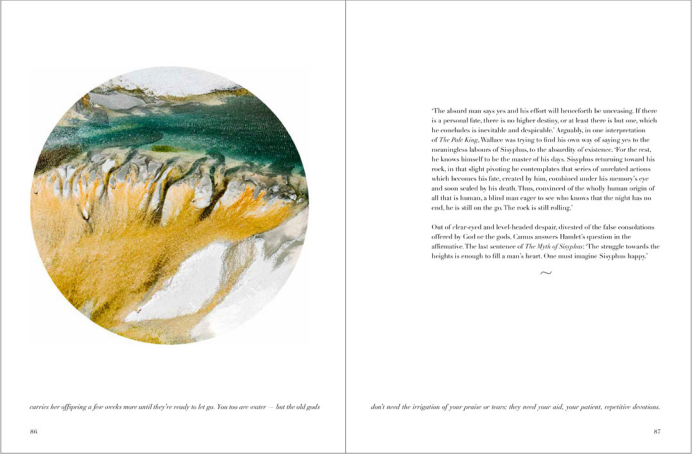 'The absurd man says yes and his effort will henceforth be unceasing. If there
is a personal fate, there is no higher destiny, or at least there is but one, which
he concludes is inevitable and despicable.' Arguably, in one interpretation
of The Pale King, Wallace was trying to find his own way of saying yes to the
meaningless labours of Sisyphus, to the absurdity of existence. 'For the rest,
he knows himself to be the master of his days. Sisyphus returning toward his
rock, in that slight pivoting he contemplates that series of unrelated actions
which becomes his fate, created by him, combined under his memory's eye
and soon sealed by his death. Thus, convinced of the wholly human origin of
all that is human, a blind man eager to see who knows that the night has no
end, he is still on the go. The rock is still rolling.'
Out of clear-eyed and level-headed despair, divested of the false consolations
offered by God or the gods, Camus answers Hamlet's question in the
affirmative. The last sentence of The Myth of Sisyphus: 'The struggle towards the
heights is enough to fill a man's heart. One must imagine Sisyphus happy.'
~
carries her offspring a few weeks more until they're ready to let go. You too are water — but the old gods
don't need the irrigation of your praise or tears; they need your aid, your patient, repetitive devotions.
86
87